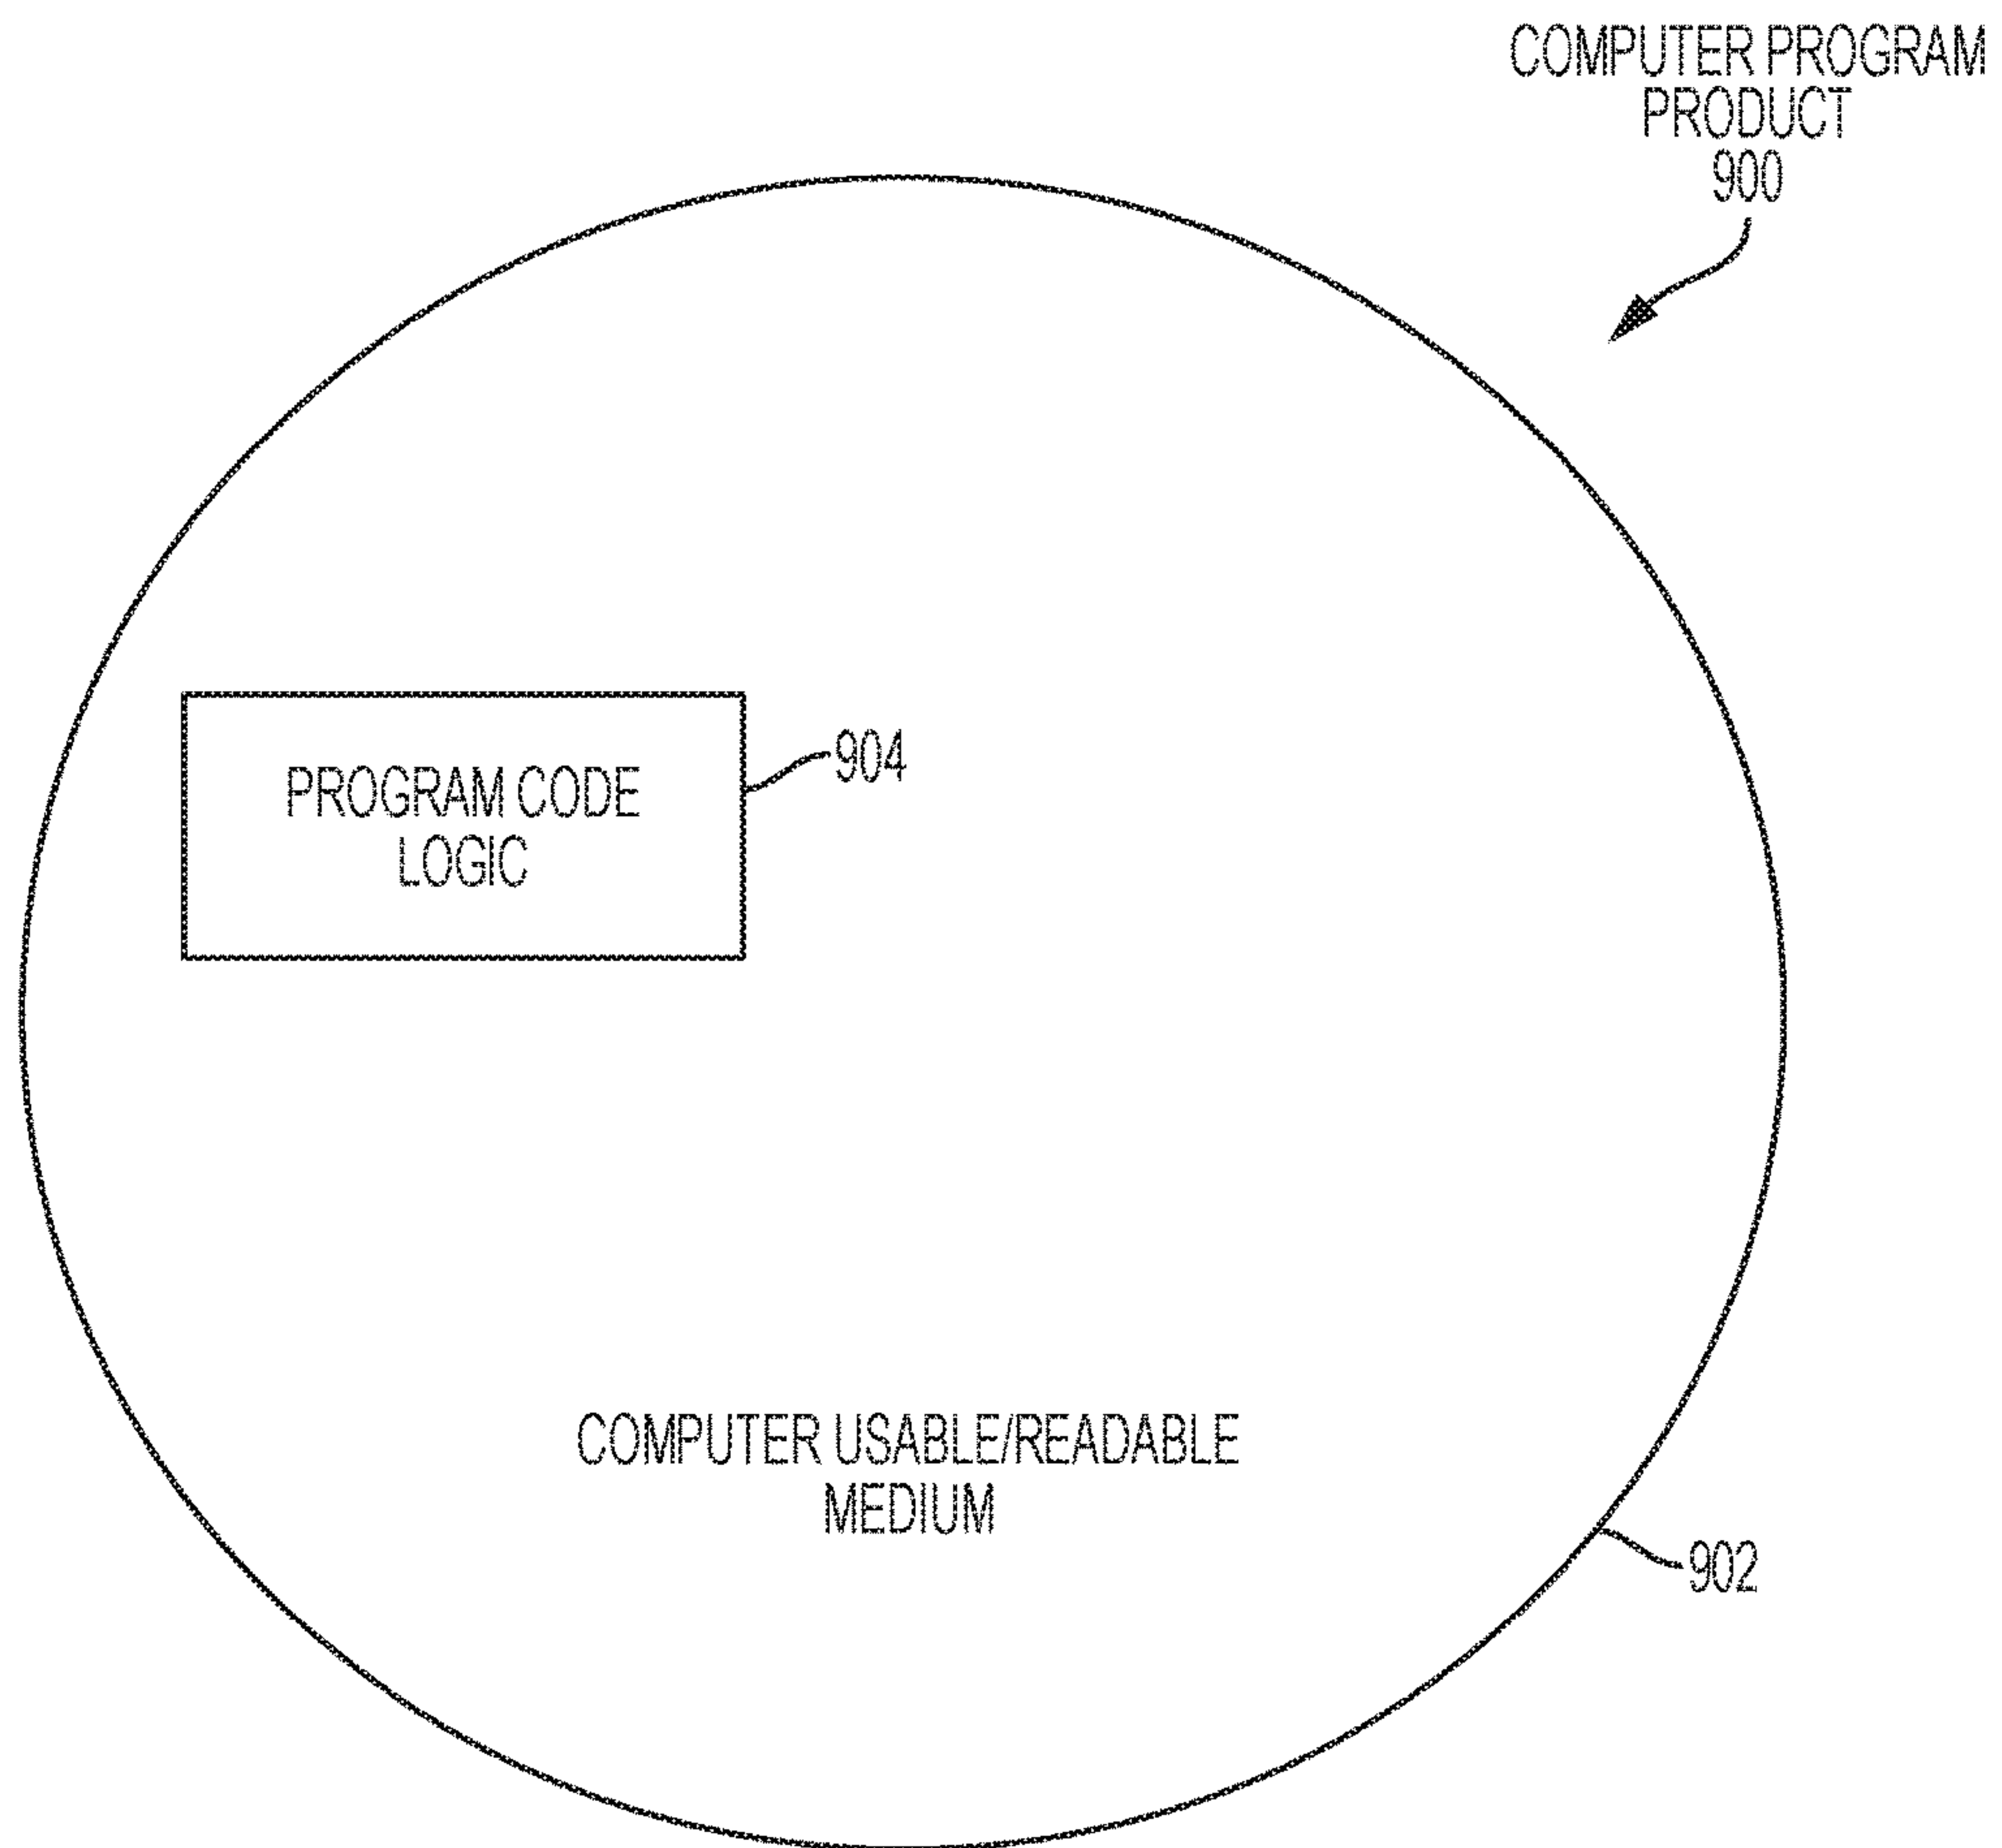 COMPUTER PROGRAM
PRODUCT
900
PROGRAM CODE
LOGIC
904
COMPUTER USABLE/READABLE
MEDIUM
902